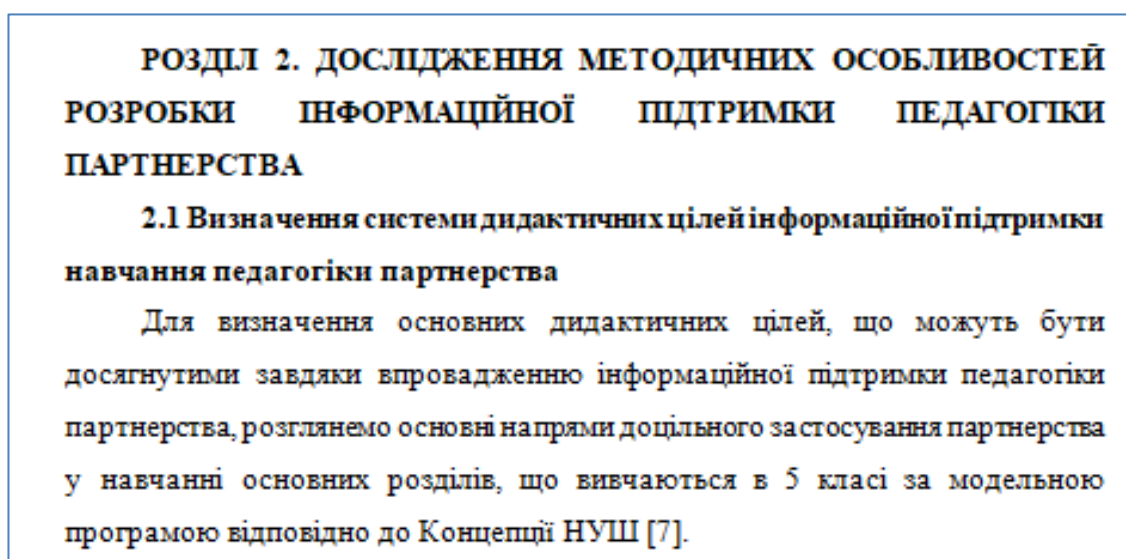 РОЗДІЛ 2. ДОСЛІДЖЕННЯ МЕТОДИЧНИХ ОСОБЛИВОСТЕЙ
РОЗРОБКИ ІНФОРМАЦІЙНОЇ ПІДТРИМКИ ПЕДАГОГІКИ
ПАРТНЕРСТВА
2.1 Визначення системи дидактичних цілей інформаційної підтримки
навчання педагогіки партнерства
Для визначення основних дидактичних цілей, що можуть бути
досягнутими завдяки впровадженню інформаційної підтримки педагогіки
партнерства, розглянемо основні напрями доцільного застосування партнерства
у навчанні основних розділів, що вивчаються в 5 класі за модельною
програмою відповідно до Концепції НУШ [7].